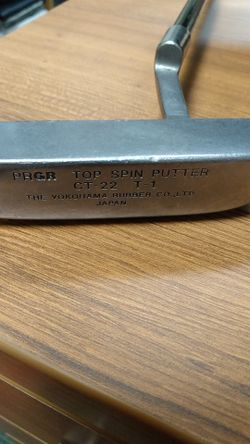 PRGR TOP SPIN PUTTER
CT-22 T-1
THE YOKOHAMA RUBBER CO., LTD.
JAPAN